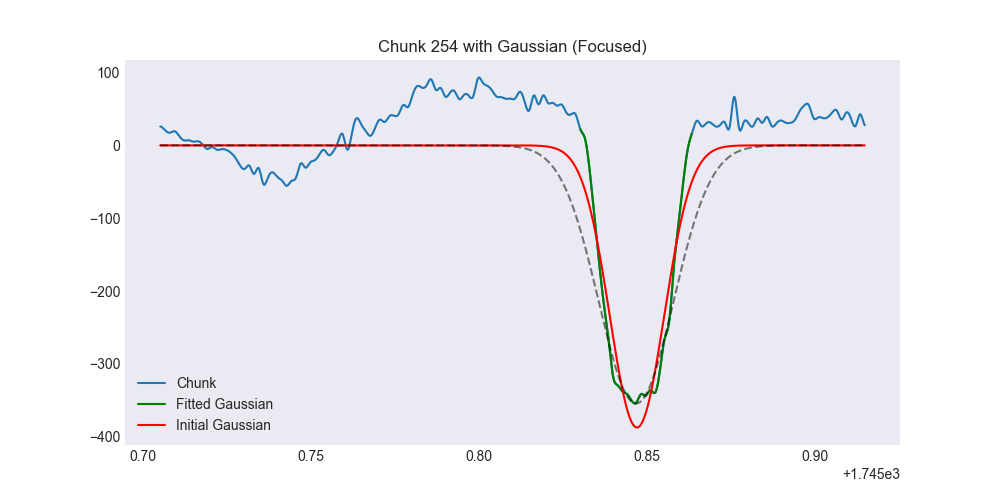 Chunk 254 with Gaussian (Focused)
100
0
−100
−200
−300
−400
Chunk
Fitted Gaussian
Initial Gaussian
0.70 0.75 0.80 0.85 0.90
+1.745e3